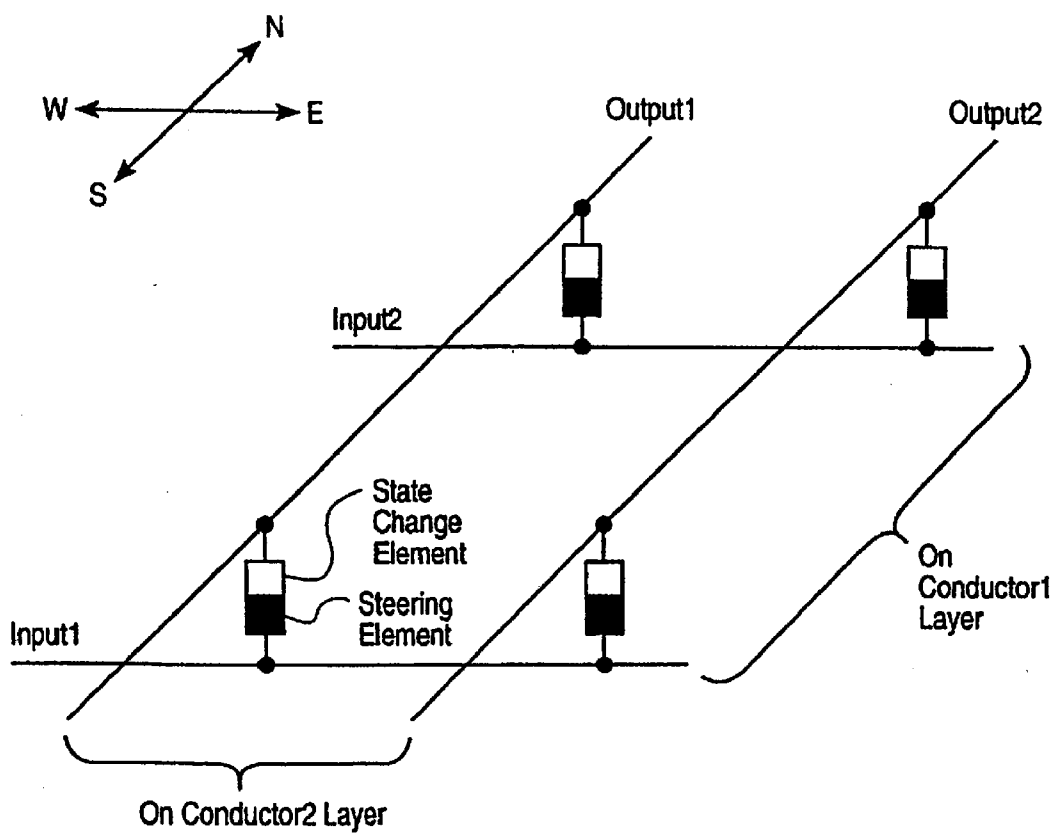 N
W
E
S
Output1
Output2
Input2
State
Change
Element
Steering
Element
Input1
On
Conductor1
Layer
On Conductor2 Layer